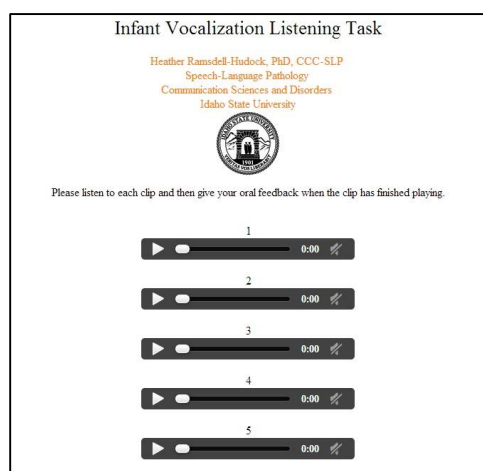 Infant Vocalization Listening Task
Heather Ramsdell-Hudock, PhD, CCC-SLP
Speech-Language Pathology
Communication Sciences and Disorders
Idaho State University
1901
Please listen to each clip and then give your oral feedback when the clip has finished playing.
1
0:00
2
0:00
3
0:00
4
0:00
5
0:00